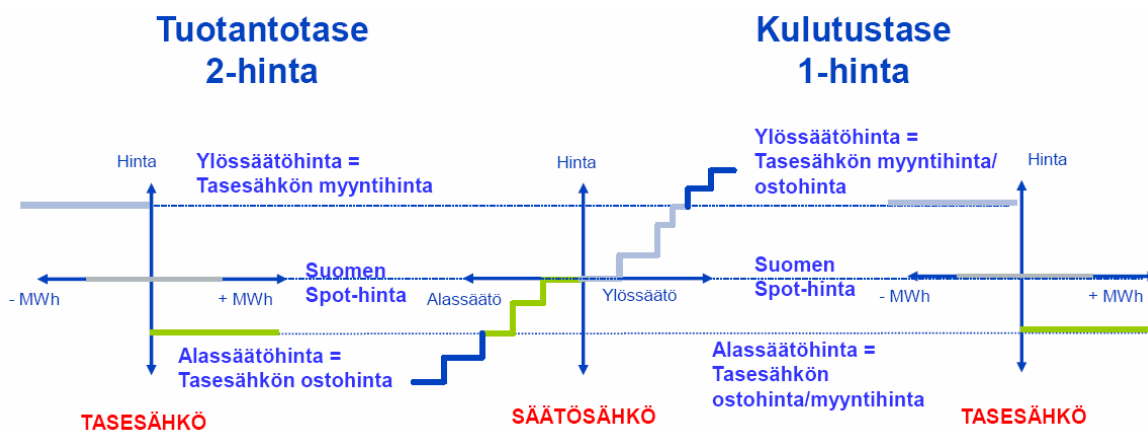 Tuotantotase
2-hinta
Kulutustase
1-hinta
Hinta
Ylössäätöhinta =
Tasesähkön myyntihinta
Hinta
Ylössäätöhinta =
Tasesähkön myyntihinta/
ostohinta
Hinta
- MWh
+ MWh
Suomen
Spot-hinta
Alassäätö
Ylössäätö
Suomen
Spot-hinta
- MWh
+ MWh
Alassäätöhinta =
Tasesähkön ostohinta
Alassäätöhinta =
Tasesähkön
ostohinta/myyntihinta
TASESÄHKÖ
SÄÄTÖSÄHKÖ
TASESÄHKÖ